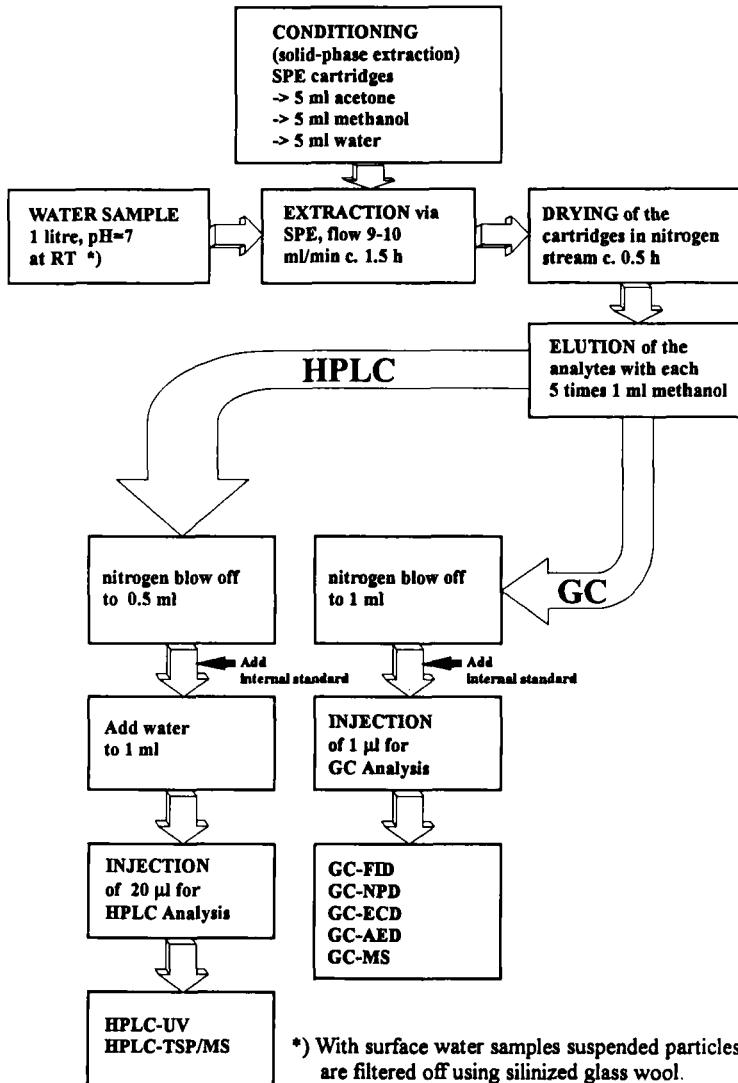 CONDITIONING
(solid-phase extraction)
SPE cartridges
-> 5 ml acetone
-> 5 ml methanol
-> 5 ml water
WATER SAMPLE
1 litre, pH=7
at RT *)
EXTRACTION via
SPE, flow 9-10
ml/min c. 1.5 h
DRYING of the
cartridges in nitrogen
stream c. 0.5 h
ELUTION of the
analytes with each
5 times 1 ml methanol
HPLC
GC
nitrogen blow off
to 0.5 ml
Add
internal standard
Add water
to 1 ml
INJECTION
of 20 µl for
HPLC Analysis
HPLC-UV
HPLC-TSP/MS
nitrogen blow off
to 1 ml
Add
internal standard
INJECTION
of 1 µl for
GC Analysis
GC-FID
GC-NPD
GC-ECD
GC-AED
GC-MS
*) With surface water samples suspended particles
are filtered off using silinized glass wool.